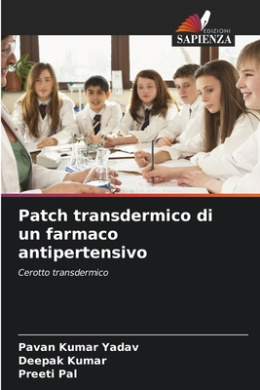 EDIZIONI
SAPIENZA
Patch transdermico di
un farmaco
antipertensivo
Cerotto transdermico
Pavan Kumar Yadav
Deepak Kumar
Preeti Pal